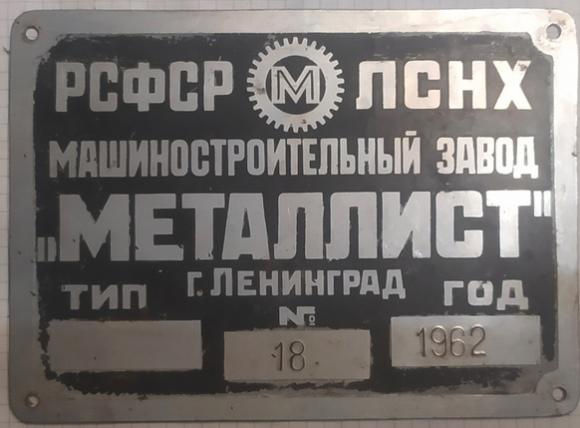 РСФСР М ЛСНХ
МАШИНОСТРОИТЕЛЬНЫЙ ЗАВОД
„МЕТАЛЛИСТ"
ТИП Г. ЛЕНИНГРАД ГОД
№
18 1962